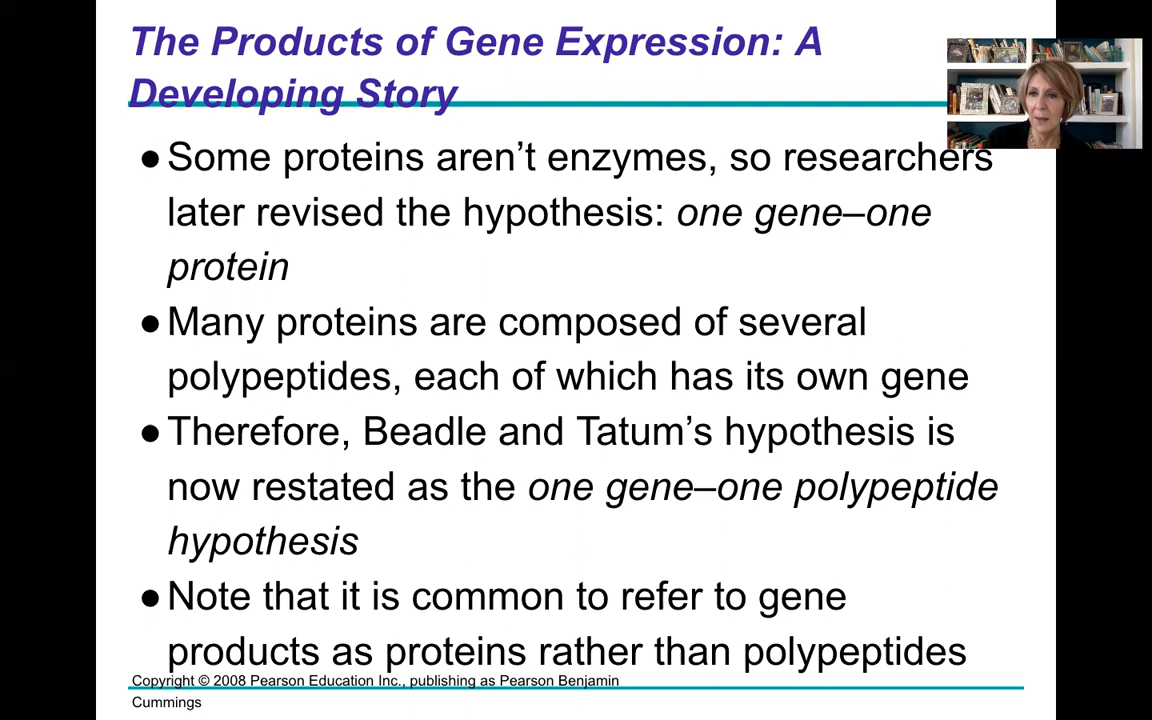 The Products of Gene Expression: A
Developing Story
●Some proteins aren’t enzymes, so researchers
later revised the hypothesis: one gene–one
protein
●Many proteins are composed of several
polypeptides, each of which has its own gene
●Therefore, Beadle and Tatum’s hypothesis is
now restated as the one gene–one polypeptide
hypothesis
●Note that it is common to refer to gene
products as proteins rather than polypeptides
Copyright © 2008 Pearson Education Inc., publishing as Pearson Benjamin
Cummings